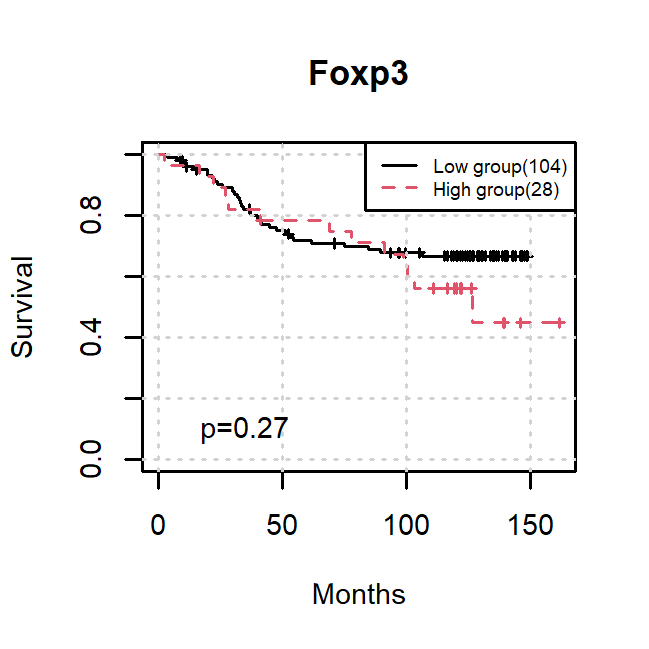 Foxp3
Low group(104)
High group(28)
Survival
0.8
0.4
0.0
p=0.27
0 50 100 150
Months